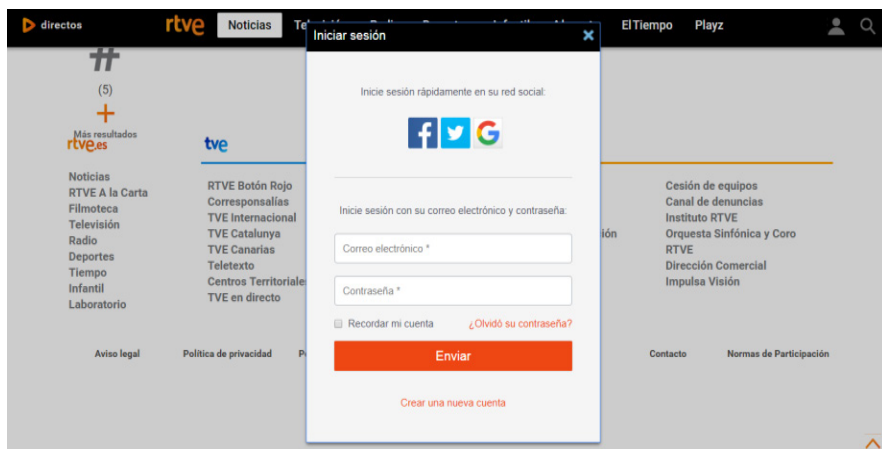 directos
rtve
Noticias
El Tiempo
Playz
Iniciar sesión
#
(5)
+
Más resultados
rtve.es
Noticias
RTVE A la Carta
Filmoteca
Televisión
Radio
Deportes
Tiempo
Infantil
Laboratorio
tve
RTVE Botón Rojo
Corresponsalías
TVE Internacional
TVE Catalunya
TVE Canarias
Teletexto
Centros Territoriale
TVE en directo
Inicie sesión rápidamente en su red social:
Inicie sesión con su correo electrónico y contraseña:
Correo electrónico *
Contraseña *
Recordar mi cuenta
¿Olvidó su contraseña?
Enviar
Crear una nueva cuenta
ión
Cesión de equipos
Canal de denuncias
Instituto RTVE
Orquesta Sinfónica y Coro
RTVE
Dirección Comercial
Impulsa Visión
Aviso legal
Política de privacidad
Contacto
Normas de Participación